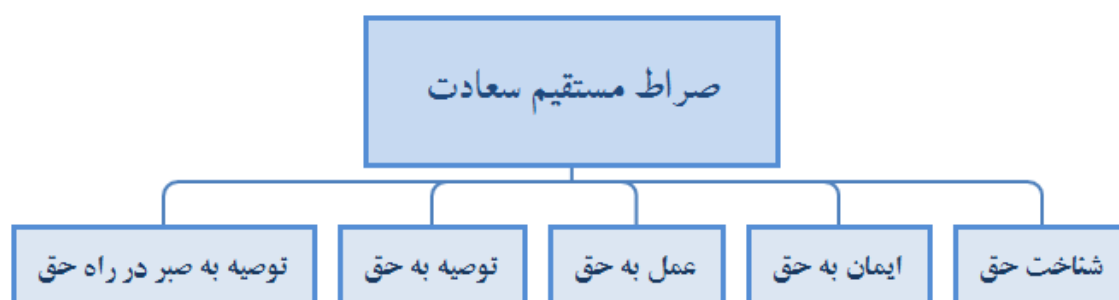 صراط مستقیم سعادت
شناخت حق
ایمان به حق
عمل به حق
توصیه به حق
توصیه به صبر در راه حق